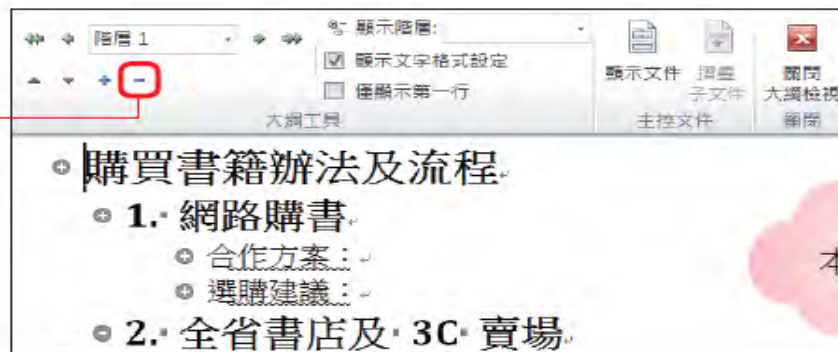 階層 1
顯示階層:
顯示文字格式設定
僅顯示第一行
大綱工具
顯示文件
摺疊
子文件
主控文件
關閉
大綱檢視
關閉
購買書籍辦法及流程
1. 網路購書
合作方案：
選購建議：
2. 全省書店及 3C 賣場
本